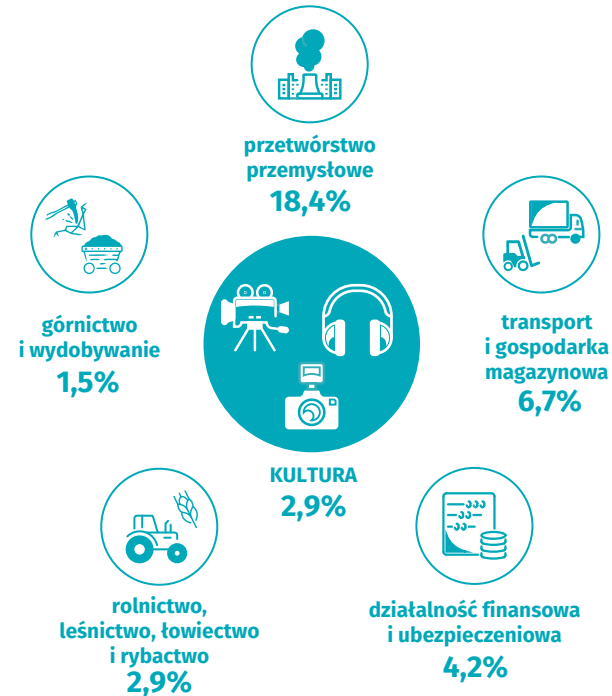 przetwórstwo
przemysłowe
18,4%
górnictwo
i wydobywanie
1,5%
transport
i gospodarka
magazynowa
6,7%
KULTURA
2,9%
rolnictwo,
leśnictwo, łowiectwo
i rybactwo
2,9%
działalność finansowa
i ubezpieczeniowa
4,2%